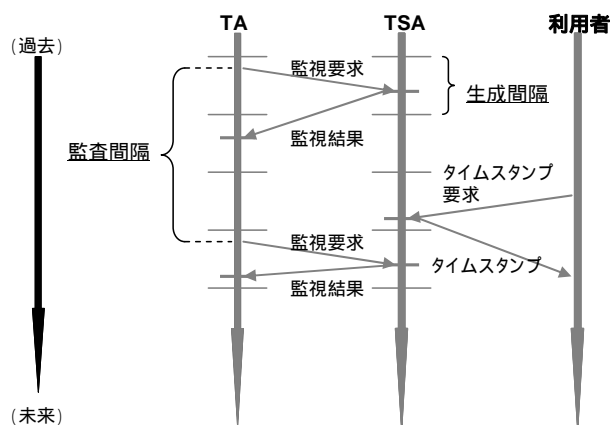 TA
TSA
利用者
(過去)
監視要求
生成間隔
監査間隔
監視結果
タイムスタンプ
要求
監視要求
タイムスタンプ
監視結果
(未来)